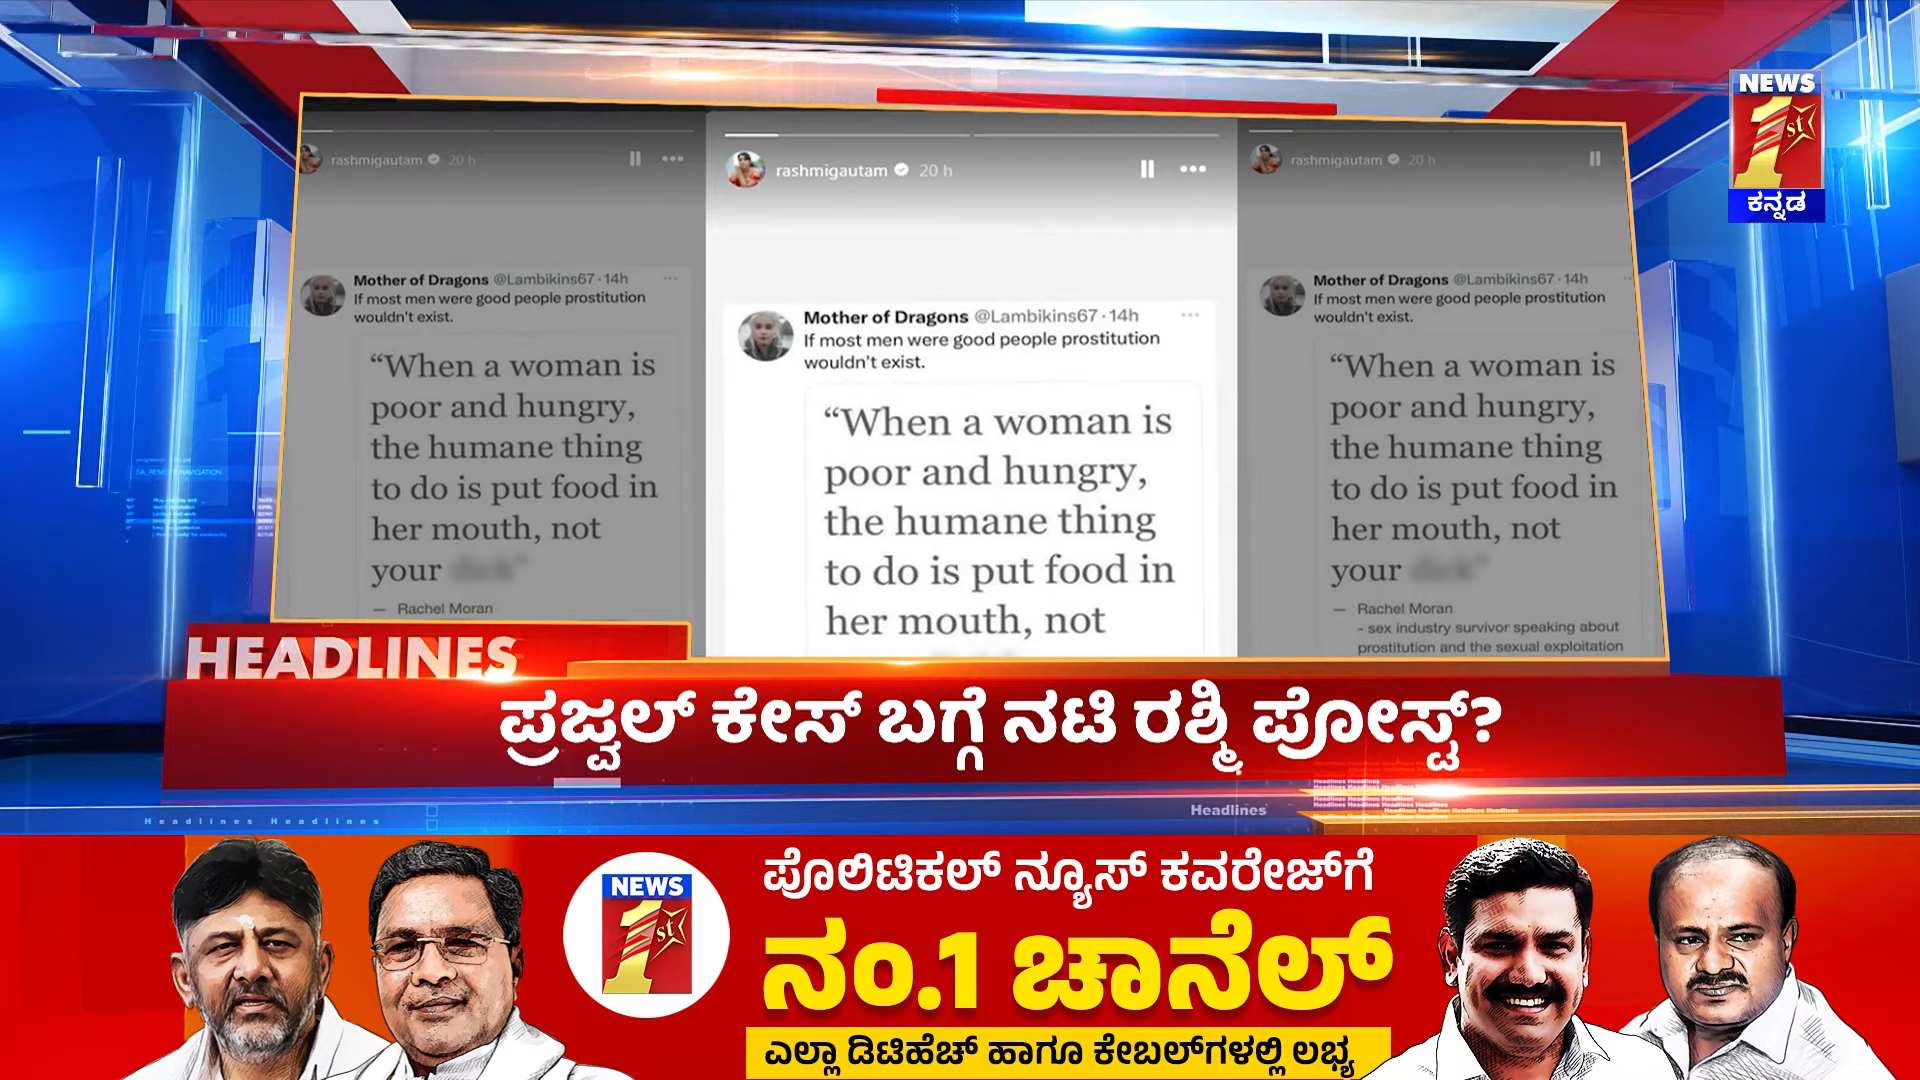 NEWS
1st
ಕನ್ನಡ
rashmigautam 20 h
Mother of Dragons @Lambikins67 · 14h
If most men were good people prostitution
wouldn't exist.
“When a woman is
poor and hungry,
the humane thing
to do is put food in
her mouth, not
your
— Rachel Moran
rashmigautam 20 h
Mother of Dragons @Lambikins67 · 14h
If most men were good people prostitution
wouldn't exist.
“When a woman is
poor and hungry,
the humane thing
to do is put food in
her mouth, not
rashmigautam 20 h
Mother of Dragons @Lambikins67 · 14h
If most men were good people prostitution
wouldn't exist.
“When a woman is
poor and hungry,
the humane thing
to do is put food in
her mouth, not
your
— Rachel Moran
- sex industry survivor speaking about
prostitution and the sexual exploitation
HEADLINES
ಪ್ರಜ್ವಲ್ ಕೇಸ್ ಬಗ್ಗೆ ನಟಿ ರಶ್ಮಿ ಪೋಸ್ಟ್?
Headlines Headlines
Headlines
NEWS
1st
ಪೊಲಿಟಿಕಲ್ ನ್ಯೂಸ್ ಕವರೇಜ್‌ಗೆ
ನಂ.1 ಚಾನೆಲ್
ಎಲ್ಲಾ ಡಿಟಿಹೆಚ್ ಹಾಗೂ ಕೇಬಲ್‌ಗಳಲ್ಲಿ ಲಭ್ಯ